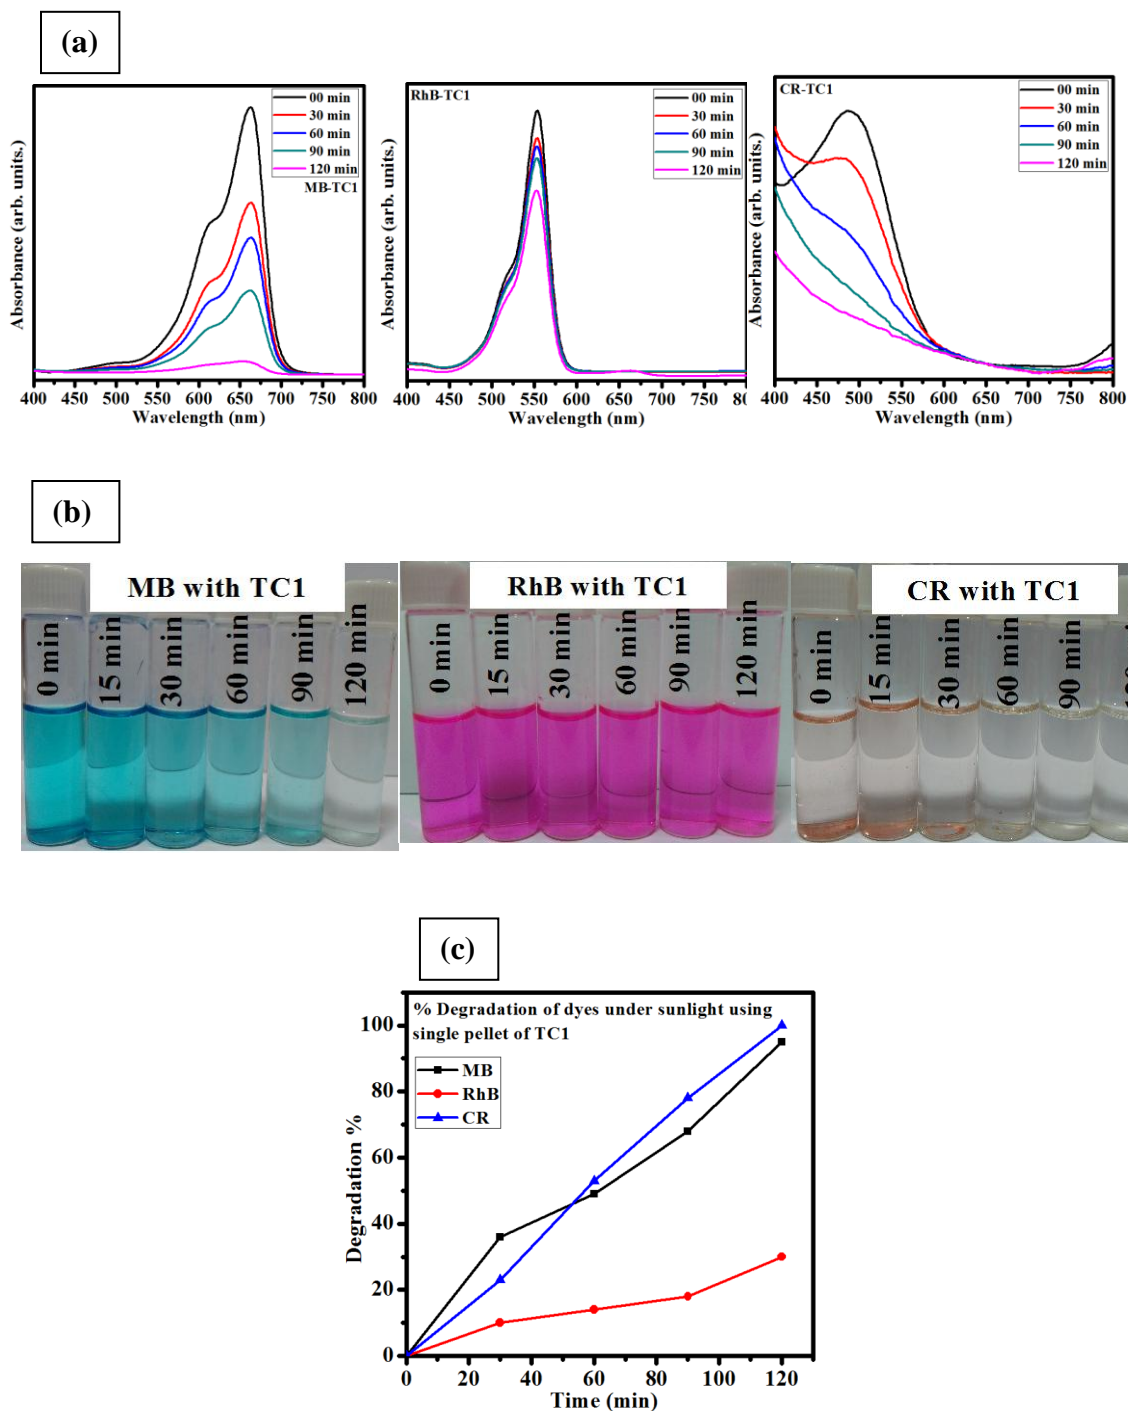 (a)
Absorbance (arb. units.)
00 min
30 min
60 min
90 min
120 min
MB-TC1
400 450 500 550 600 650 700 750 800
Wavelength (nm)
Absorbance (arb. units.)
RhB-TC1
00 min
30 min
60 min
90 min
120 min
400 450 500 550 600 650 700 750 80
Wavelength (nm)
Absorbance (arb. units.)
CR-TC1
00 min
30 min
60 min
90 min
120 min
400 450 500 550 600 650 700 750 800
Wavelength (nm)
(b)
MB with TC1
0 min
15 min
30 min
60 min
90 min
120 min
RhB with TC1
0 min
15 min
30 min
60 min
90 min
120 min
CR with TC1
0 min
15 min
30 min
60 min
90 min
(c)
% Degradation of dyes under sunlight using
single pellet of TC1
MB
RhB
CR
Degradation %
100
80
60
40
20
0
0 20 40 60 80 100 120
Time (min)